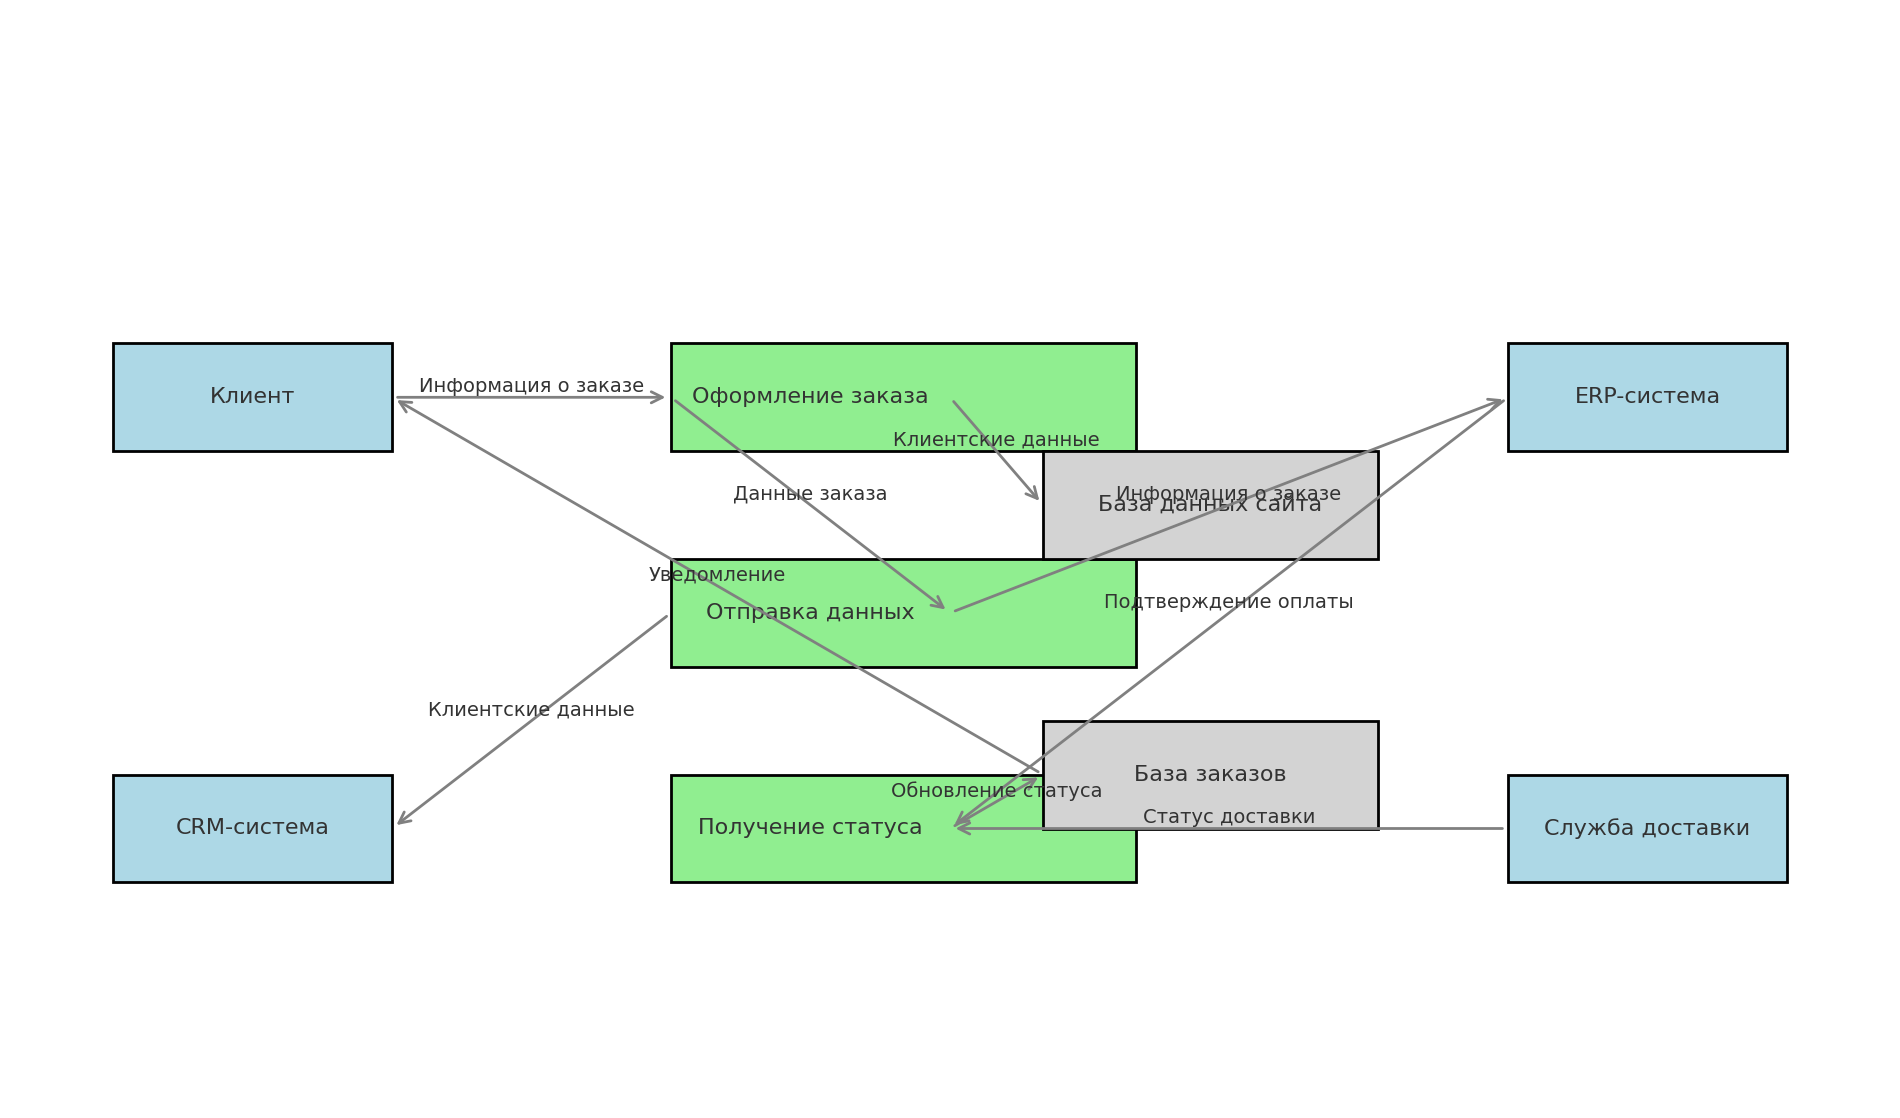 Клиент
Информация о заказе
Оформление заказа
ERP-система
Клиентские данные
Данные заказа
Информация о заказе
База данных сайта
Уведомление
Отправка данных
Подтверждение оплаты
Клиентские данные
База заказов
Обновление статуса
Статус доставки
CRM-система
Получение статуса
Служба доставки